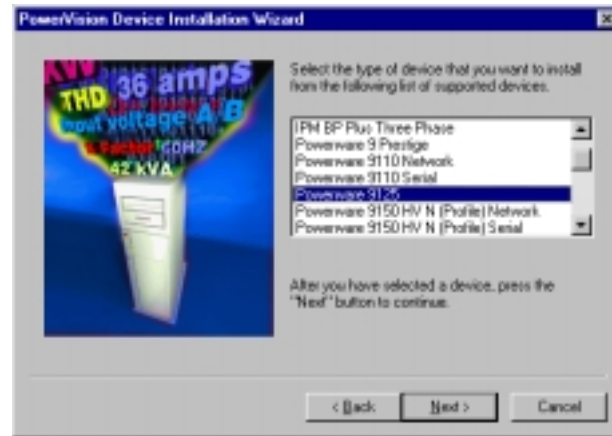 PowerVision Device Installation Wizard
KW
THD 36 amps
voltage A B
42 KVA
Select the type of device that you want to install
from the following list of supported devices.
IPM BP Plus Three Phase
Powerware 9 Prestige
Powerware 9110 Network
Powerware 9110 Serial
Powerware 9125
Powerware 9150 HV N (Profile) Network
Powerware 9150 HV N (Profile) Serial
After you have selected a device, press the
"Next" button to continue.
< Back
Next >
Cancel